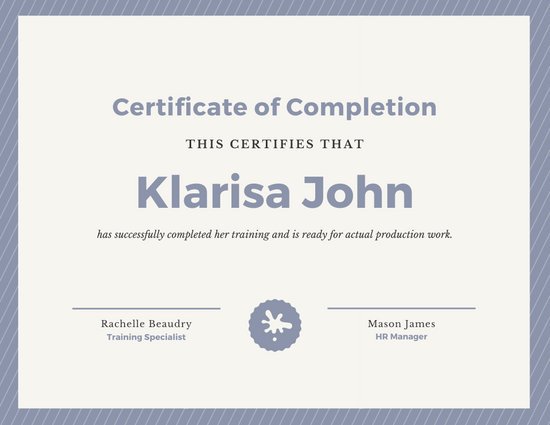 Certificate of Completion
THIS CERTIFIES THAT
Klarisa John
has successfully completed her training and is ready for actual production work.
Rachelle Beaudry
Training Specialist
Mason James
HR Manager